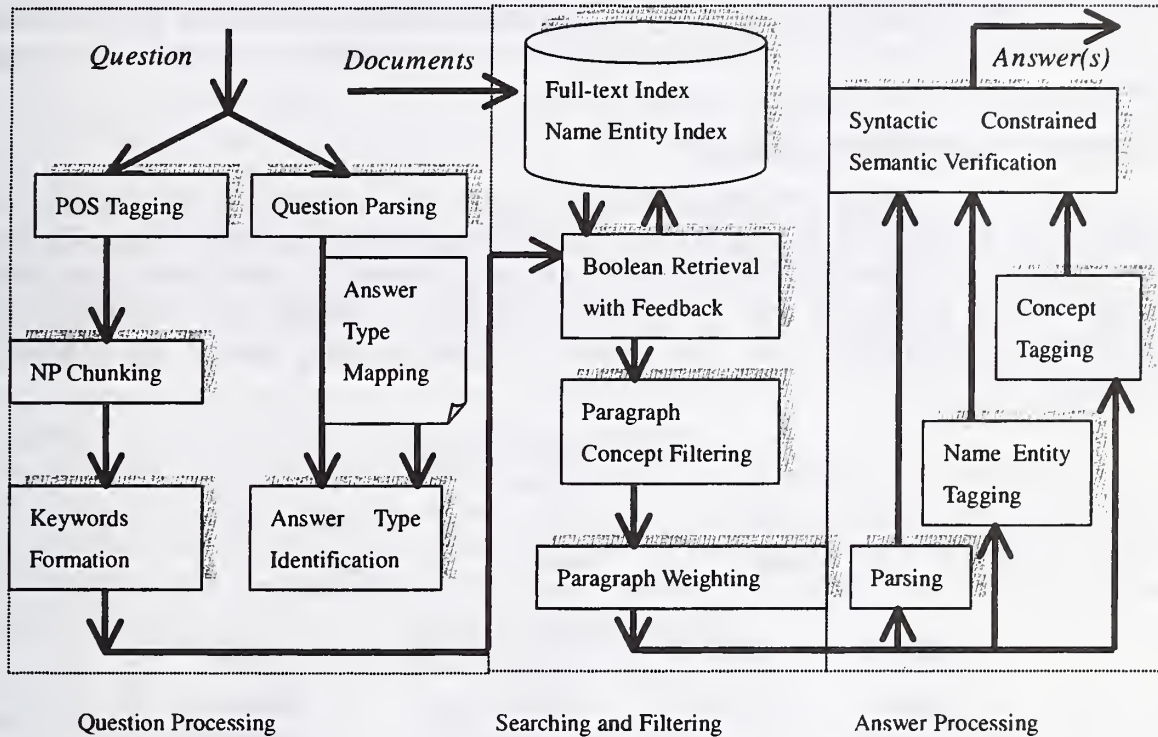 Question
POS Tagging
Question Parsing
Answer
Type
Mapping
NP Chunking
Keywords
Formation
Answer Type
Identification
Documents
Full-text Index
Name Entity Index
Boolean Retrieval
with Feedback
Paragraph
Concept Filtering
Paragraph Weighting
Answer(s)
Syntactic Constrained
Semantic Verification
Concept
Tagging
Name Entity
Tagging
Parsing
Question Processing
Searching and Filtering
Answer Processing